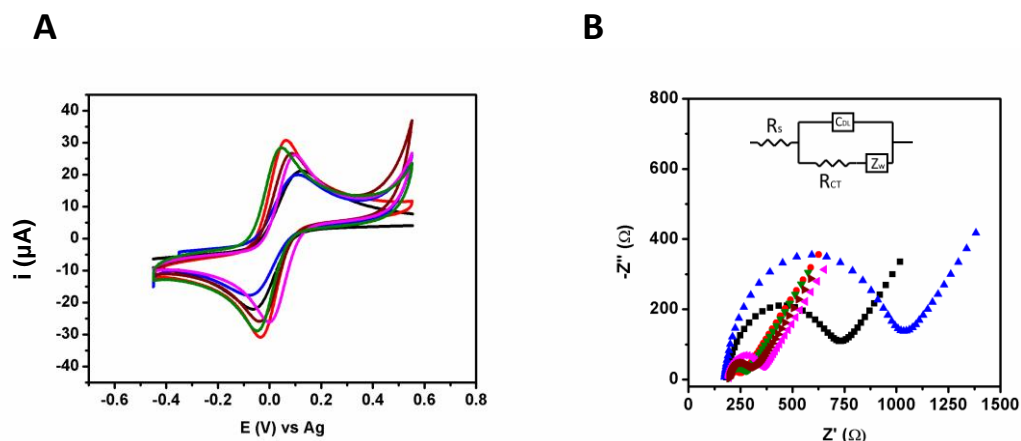 A
B
i (µA)
40
30
20
10
0
-10
-20
-30
-40
-0.6 -0.4 -0.2 0.0 0.2 0.4 0.6 0.8
E (V) vs Ag
-Z'' (Ω)
800
600
400
200
0
0 250 500 750 1000 1250 1500
Z' (Ω)
RS
CDL
RCT
ZW